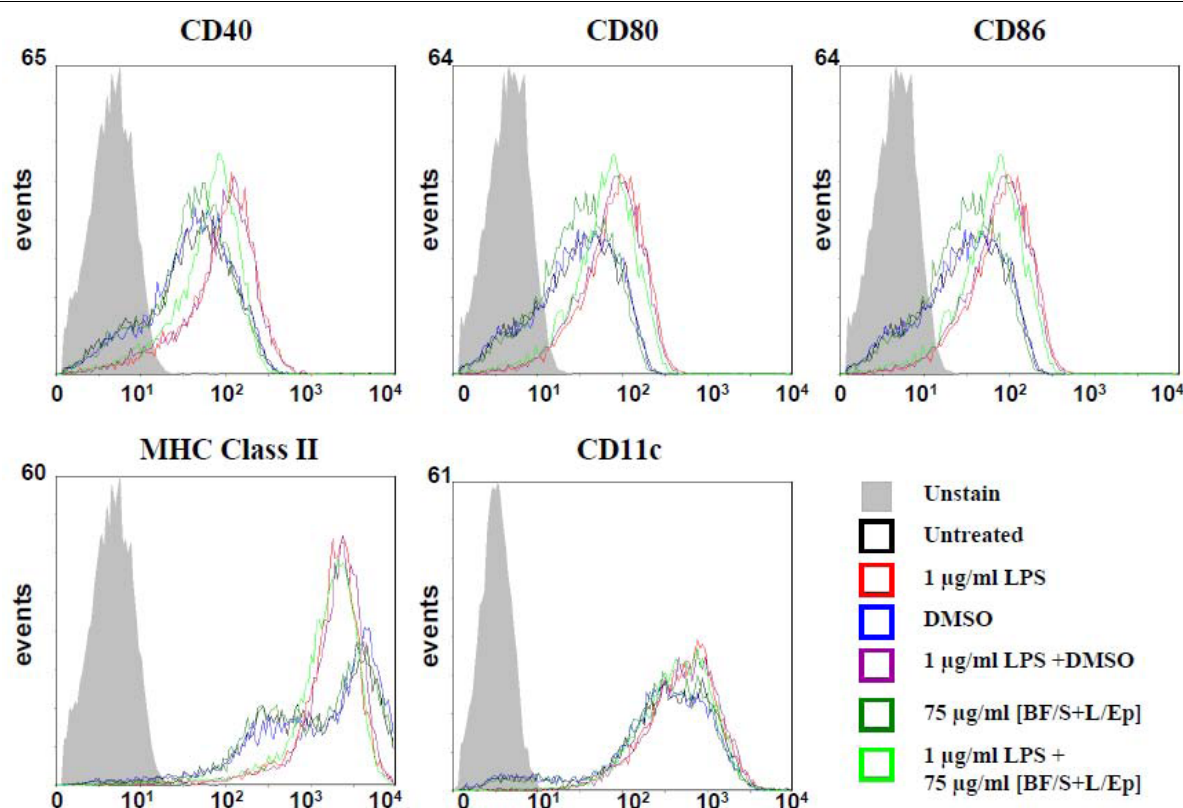 CD40
CD80
CD86
65
64
64
events
events
events
0 10¹ 10² 10³ 10⁴
0 10¹ 10² 10³ 10⁴
0 10¹ 10² 10³ 10⁴
MHC Class II
CD11c
60
61
events
events
0 10¹ 10² 10³ 10⁴
0 10¹ 10² 10³ 10⁴
Unstain
Untreated
1 µg/ml LPS
DMSO
1 µg/ml LPS +DMSO
75 µg/ml [BF/S+L/Ep]
1 µg/ml LPS +
75 µg/ml [BF/S+L/Ep]